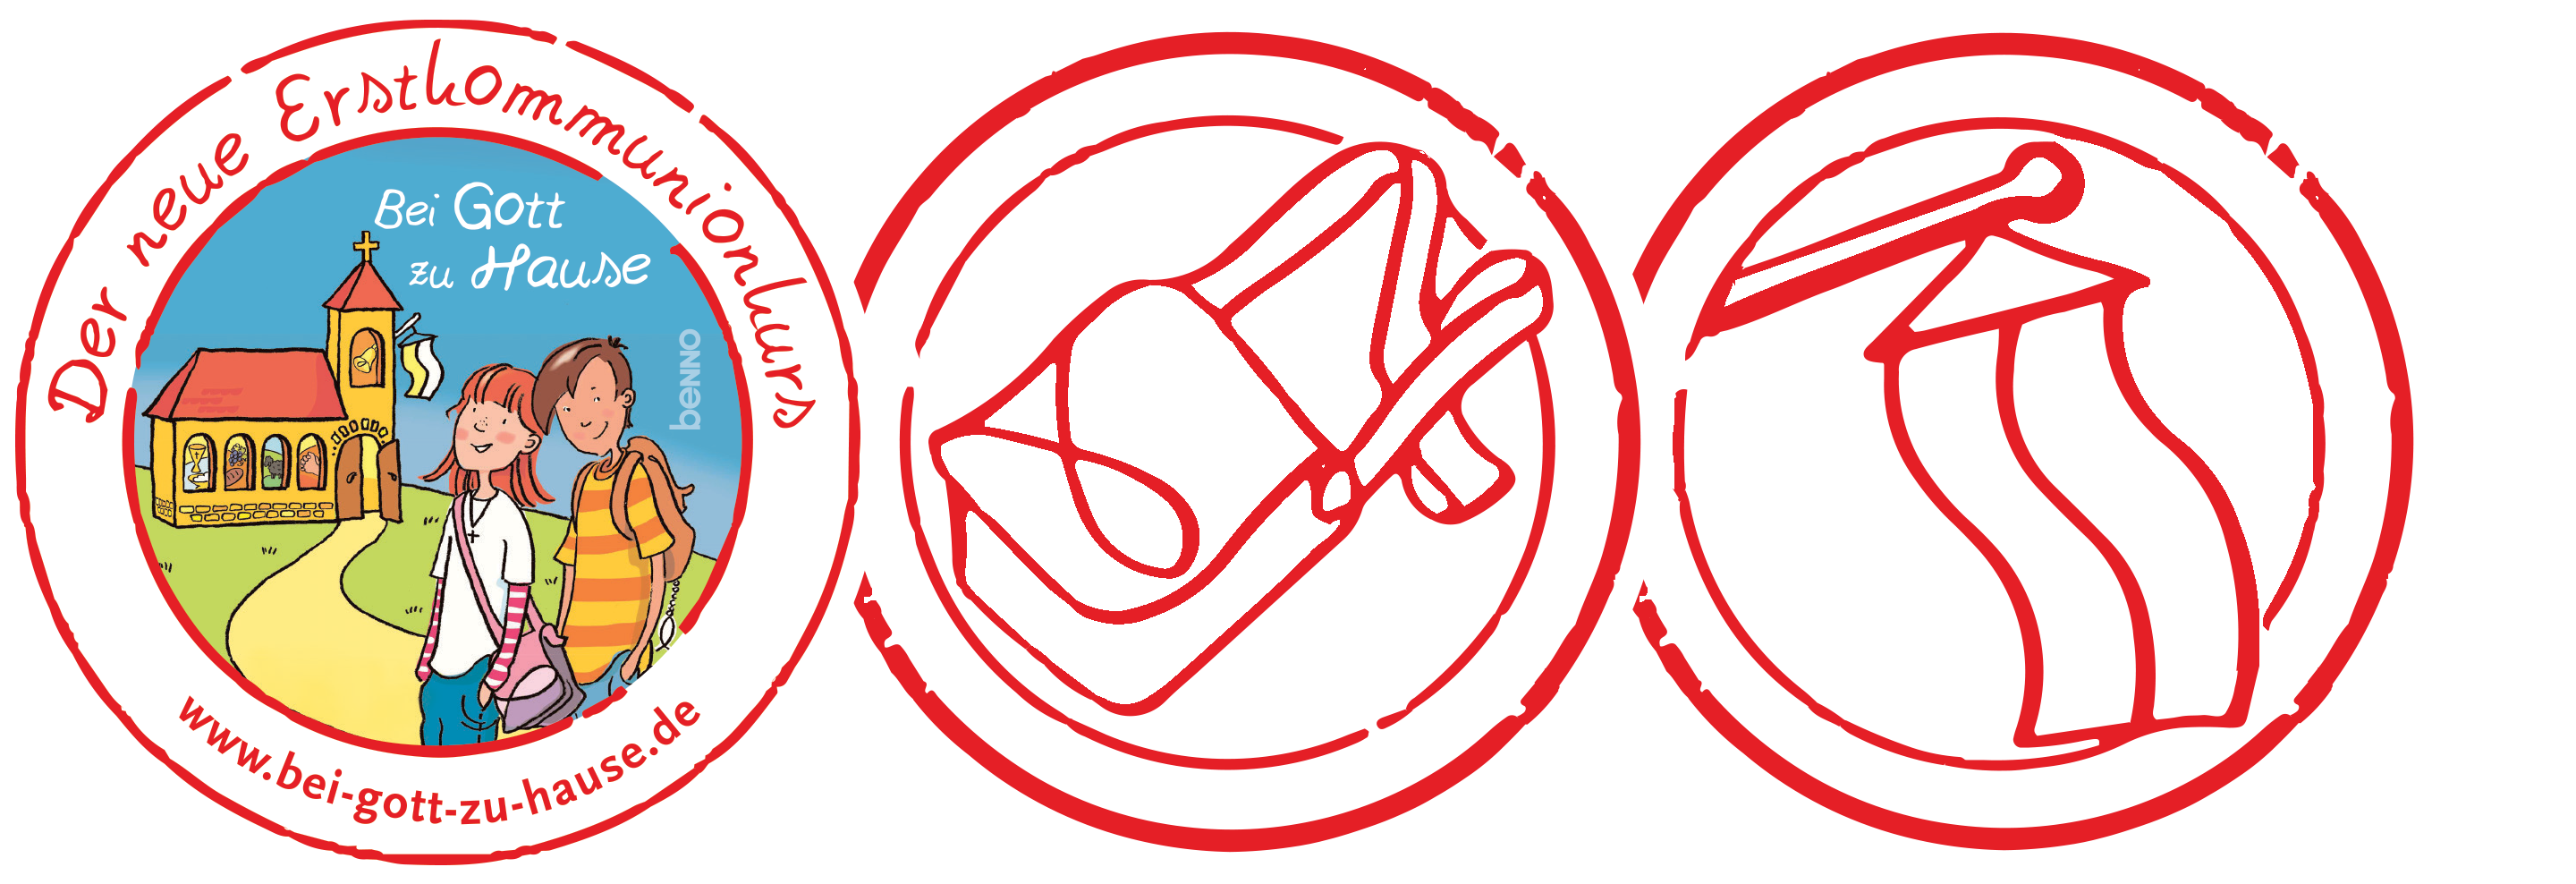 Der neue Erstkommunionkurs
Bei Gott
zu Hause
benno
www.bei-gott-zu-hause.de